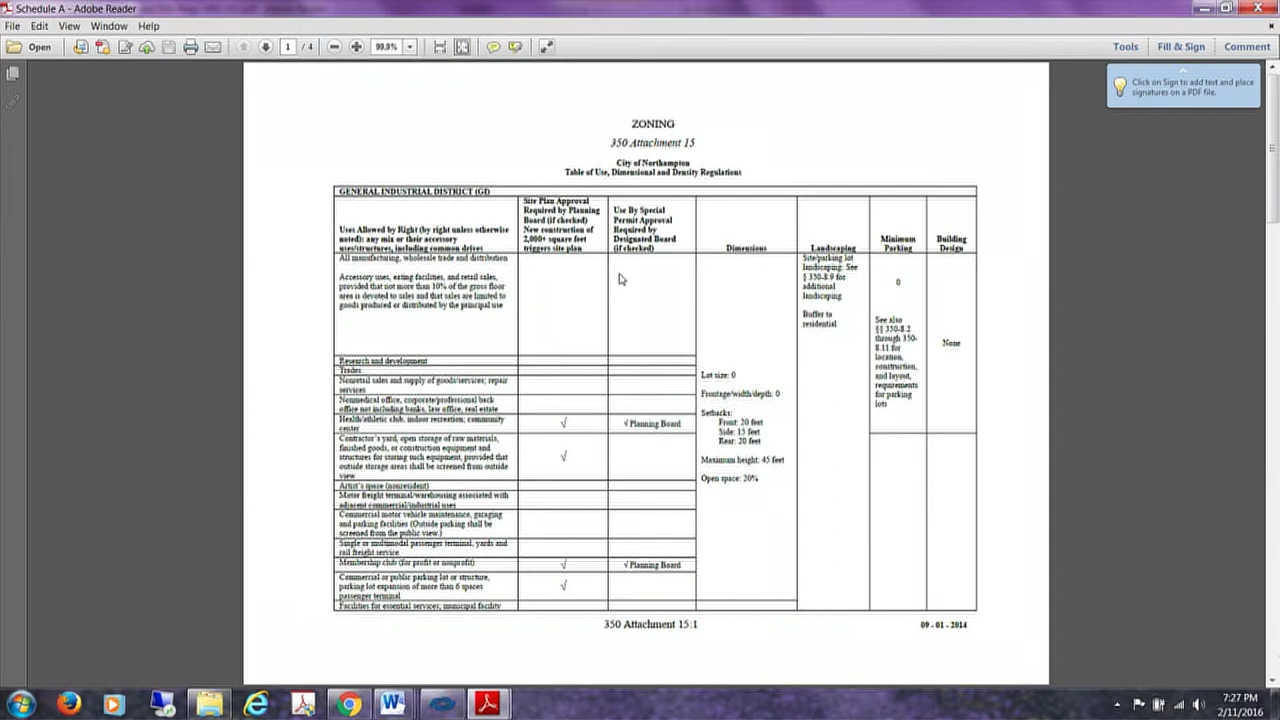 Schedule A - Adobe Reader
File Edit View Window Help
Open 1 / 4 99.9% Tools Fill & Sign Comment
Click on Sign to add text and place
signatures on a PDF file.
ZONING
350 Attachment 15
City of Northampton
Table of Use, Dimensional and Density Regulations
GENERAL INDUSTRIAL DISTRICT (GI)
Uses Allowed by Right (by right unless otherwise
noted): any mix or their accessory
uses/structures, including common drives
Site Plan Approval
Required by Planning
Board (if checked)
New construction of
2,000+ square feet
triggers site plan
Use By Special
Permit Approval
Required by
Designated Board
(if checked)
Dimensions
Landscaping
Minimum
Parking
Building
Design
All manufacturing, wholesale trade and distribution
Accessory uses, eating facilities, and retail sales,
provided that not more than 10% of the gross floor
area is devoted to sales and that sales are limited to
goods produced or distributed by the principal use
Research and development
Trades
Nonretail sales and supply of goods/services; repair
services
Nonmedical office, corporate/professional back
office not including banks, law office, real estate
Health/athletic club, indoor recreation; community
center
√
√ Planning Board
Contractor's yard, open storage of raw materials,
finished goods, or construction equipment and
structures for storing such equipment, provided that
outside storage areas shall be screened from outside
view
√
Artist's space (nonresident)
Motor freight terminal/warehousing associated with
adjacent commercial/industrial uses
Commercial motor vehicle maintenance, garaging
and parking facilities (Outside parking shall be
screened from the public view.)
Single or multimodal passenger terminal, yards and
rail freight service
Membership club (for profit or nonprofit)
√
√ Planning Board
Commercial or public parking lot or structure,
parking lot expansion of more than 6 spaces
passenger terminal
√
Facilities for essential services; municipal facility
Lot size: 0
Frontage/width/depth: 0
Setbacks:
Front: 20 feet
Side: 15 feet
Rear: 20 feet
Maximum height: 45 feet
Open space: 20%
Site/parking lot
landscaping: See
§ 350-8.9 for
additional
landscaping
Buffer to
residential
0
See also
§§ 350-8.2
through 350-
8.11 for
location,
construction,
and layout,
requirements
for parking
lots
None
350 Attachment 15:1
09 - 01 - 2014
7:27 PM
2/11/2016